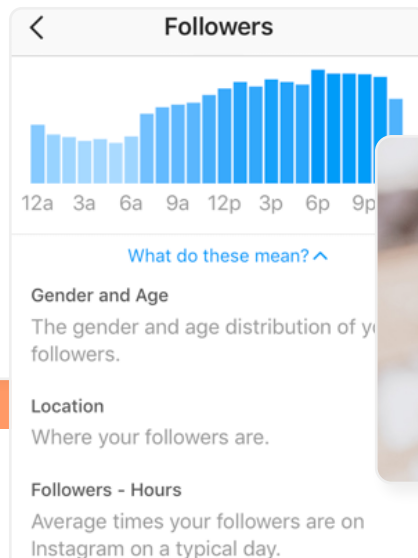 Followers
12a 3a 6a 9a 12p 3p 6p 9p
What do these mean?
Gender and Age
The gender and age distribution of
followers.
Location
Where your followers are.
Followers - Hours
Average times your followers are on
Instagram on a typical day.